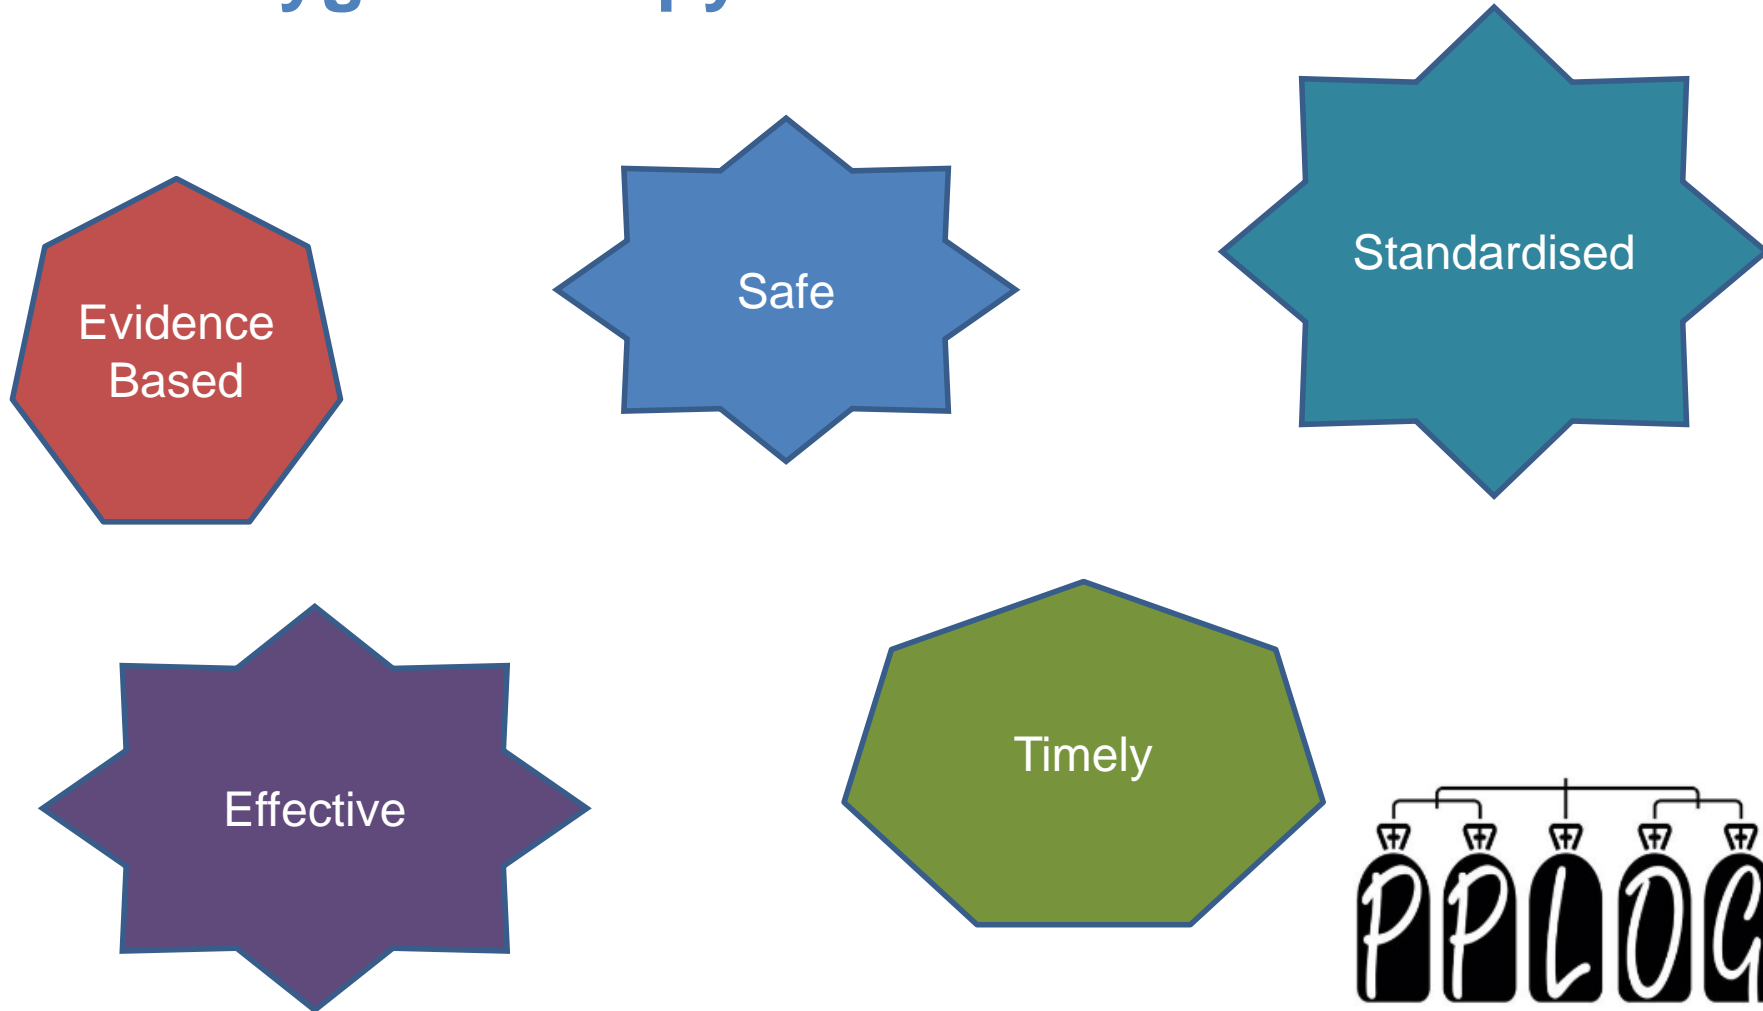 Evidence
Based
Safe
Standardised
Effective
Timely
PPLOG